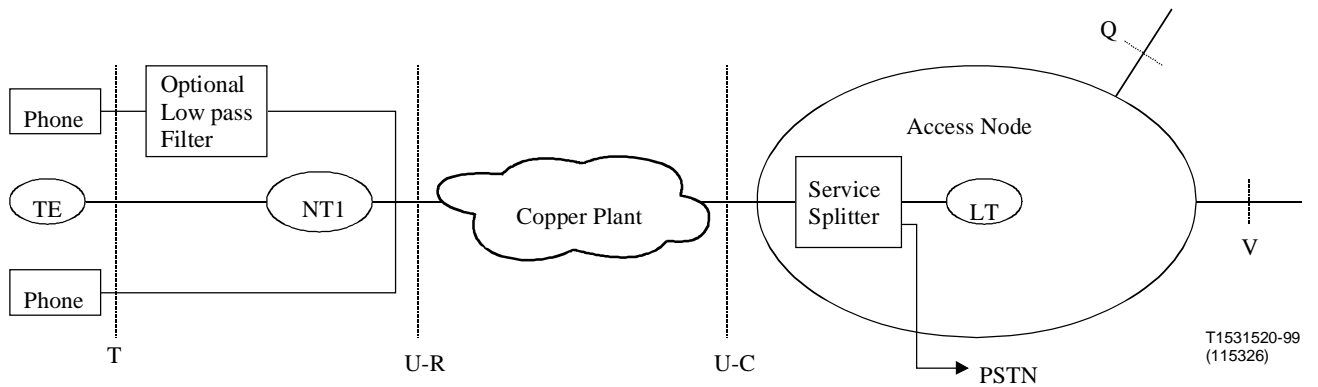 Q
Optional
Low pass
Filter
Phone
Access Node
TE
NT1
Copper Plant
Service
Splitter
LT
V
Phone
T
U-R
U-C
PSTN
T1531520-99
(115326)